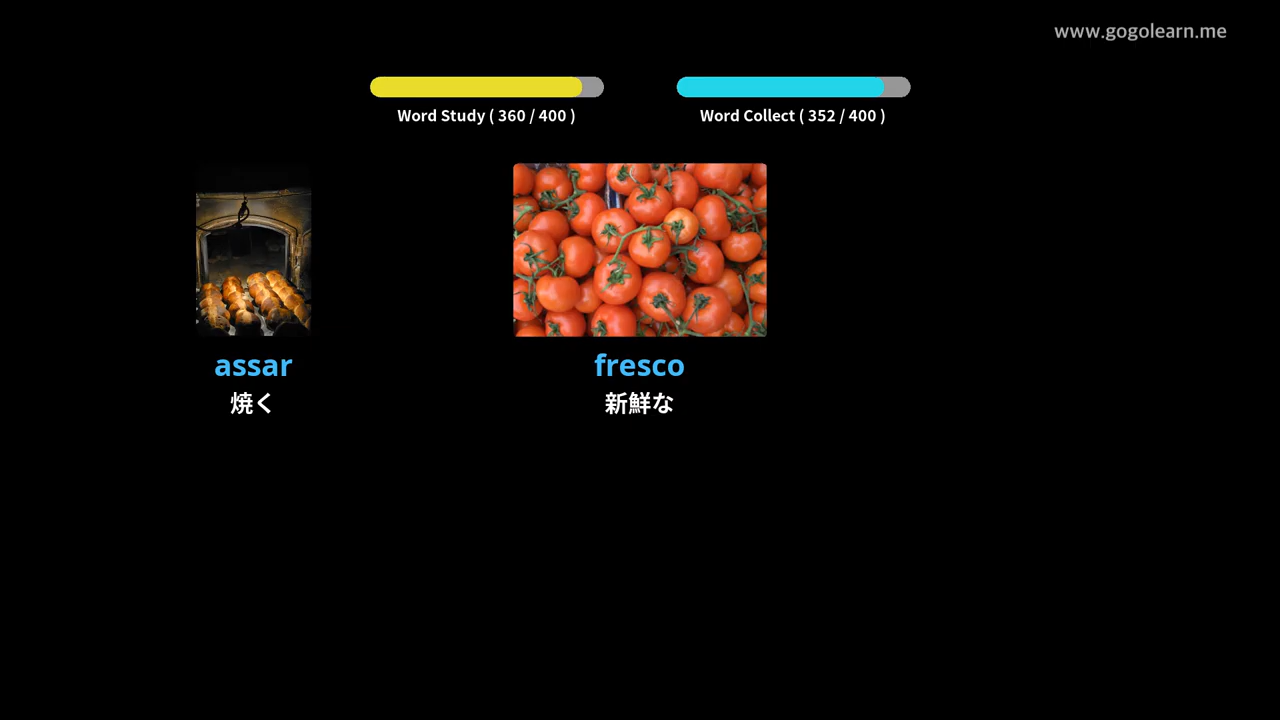 www.gogolearn.me
Word Study ( 360 / 400 )
Word Collect ( 352 / 400 )
assar
焼く
fresco
新鮮な